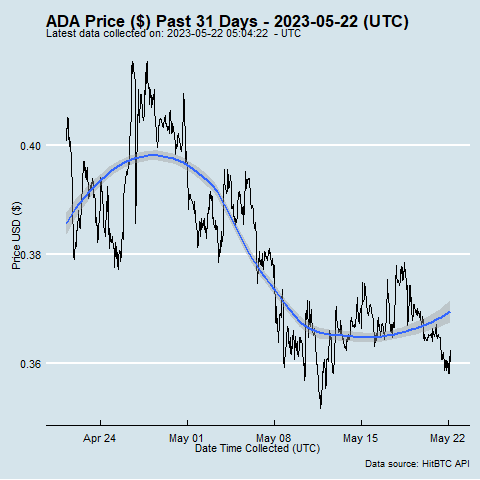 ADA Price ($) Past 31 Days - 2023-05-22 (UTC)
Latest data collected on: 2023-05-22 05:04:22 - UTC
Price USD ($)
0.40
0.38
0.36
Apr 24 May 01 May 08 May 15 May 22
Date Time Collected (UTC)
Data source: HitBTC API